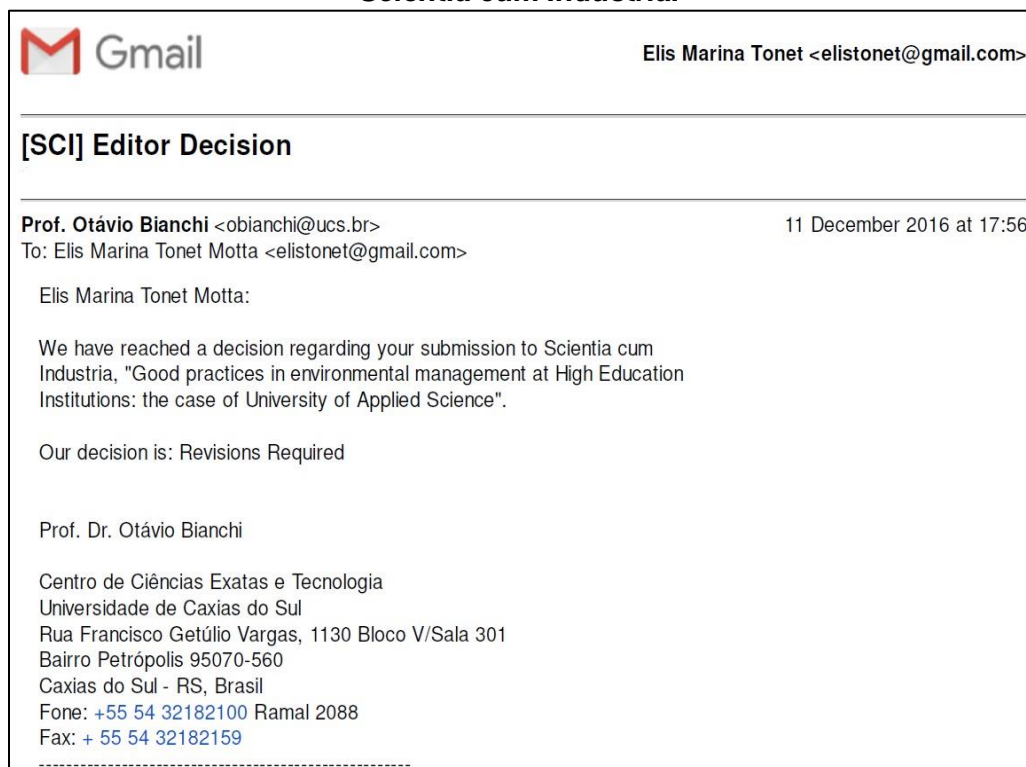 Scientia cum Industria.
Gmail
Elis Marina Tonet <elistonet@gmail.com>
[SCI] Editor Decision
Prof. Otávio Bianchi <obianchi@ucs.br>
11 December 2016 at 17:56
To: Elis Marina Tonet Motta <elistonet@gmail.com>
Elis Marina Tonet Motta:
We have reached a decision regarding your submission to Scientia cum
Industria, "Good practices in environmental management at High Education
Institutions: the case of University of Applied Science".
Our decision is: Revisions Required
Prof. Dr. Otávio Bianchi
Centro de Ciências Exatas e Tecnologia
Universidade de Caxias do Sul
Rua Francisco Getúlio Vargas, 1130 Bloco V/Sala 301
Bairro Petrópolis 95070-560
Caxias do Sul - RS, Brasil
Fone: +55 54 32182100 Ramal 2088
Fax: + 55 54 32182159
------------------------------------------------------